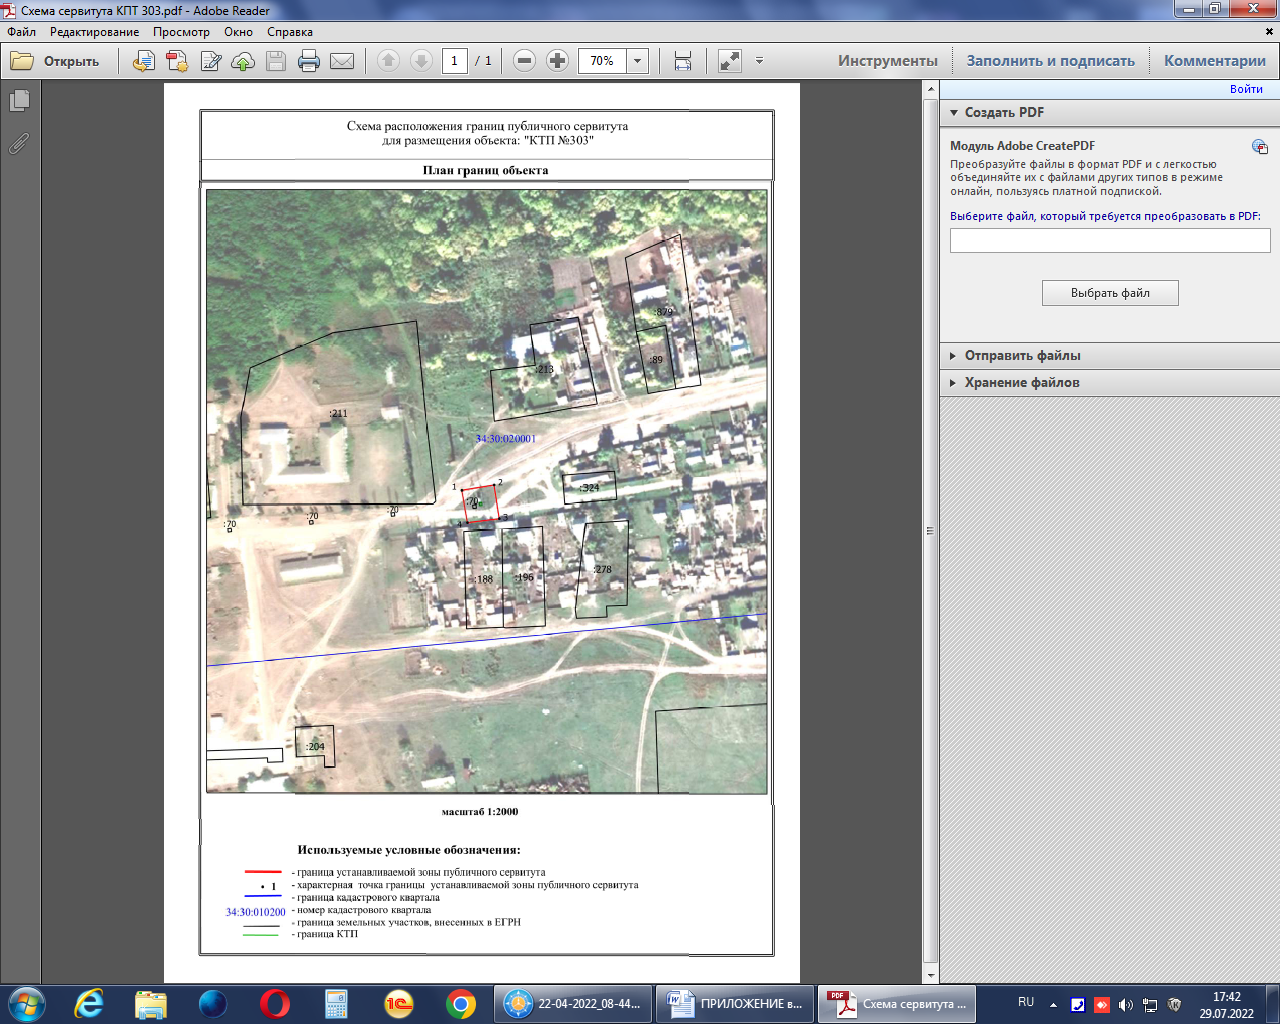 Схема сервитута КПТ 303.pdf - Adobe Reader
Файл Редактирование Просмотр Окно Справка
Открыть 1 / 1 70% Инструменты Заполнить и подписать Комментарии
Войти
Создать PDF
Модуль Adobe CreatePDF
Преобразуйте файлы в формат PDF и с легкостью
объединяйте их с файлами других типов в режиме
онлайн, пользуясь платной подпиской.
Выберите файл, который требуется преобразовать в PDF:
Выбрать файл
Отправить файлы
Хранение файлов
Схема расположения границ публичного сервитута
для размещения объекта: "КТП №303"
План границ объекта
:879
:89
:213
:211
34:30:020001
1 2
:70
:324
:70 :70 :70
4 3
:188 :196 :278
:204
масштаб 1:2000
Используемые условные обозначения:
- граница устанавливаемой зоны публичного сервитута
• 1 - характерная точка границы устанавливаемой зоны публичного сервитута
- граница кадастрового квартала
34:30:010200 - номер кадастрового квартала
- граница земельных участков, внесенных в ЕГРН
- граница КТП
22-04-2022_08-44... ПРИЛОЖЕНИЕ в... Схема сервитута ... RU 17:42
29.07.2022